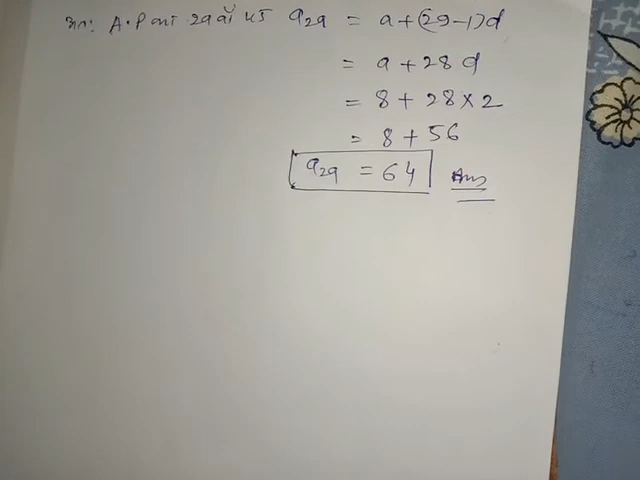 अतः A.P का 29वाँ पद a₂₉ = a+(29-1)d
= a+28d
= 8+28×2
= 8+56
a₂₉ = 64 Ans